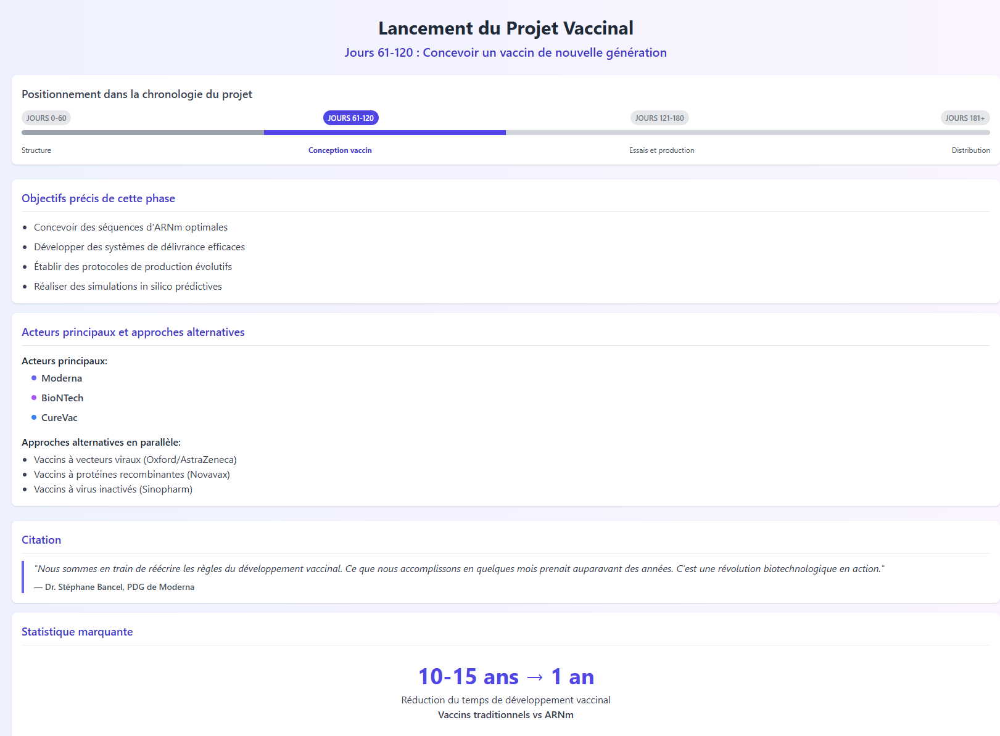 Lancement du Projet Vaccinal
Jours 61-120 : Concevoir un vaccin de nouvelle génération
Positionnement dans la chronologie du projet
JOURS 0-60
JOURS 61-120
JOURS 121-180
JOURS 181+
Structure
Conception vaccin
Essais et production
Distribution
Objectifs précis de cette phase
• Concevoir des séquences d'ARNm optimales
• Développer des systèmes de délivrance efficaces
• Établir des protocoles de production évolutifs
• Réaliser des simulations in silico prédictives
Acteurs principaux et approches alternatives
Acteurs principaux:
• Moderna
• BioNTech
• CureVac
Approches alternatives en parallèle:
• Vaccins à vecteurs viraux (Oxford/AstraZeneca)
• Vaccins à protéines recombinantes (Novavax)
• Vaccins à virus inactivés (Sinopharm)
Citation
"Nous sommes en train de réécrire les règles du développement vaccinal. Ce que nous accomplissons en quelques mois prenait auparavant des années. C'est une révolution biotechnologique en action."
— Dr. Stéphane Bancel, PDG de Moderna
Statistique marquante
10-15 ans → 1 an
Réduction du temps de développement vaccinal
Vaccins traditionnels vs ARNm